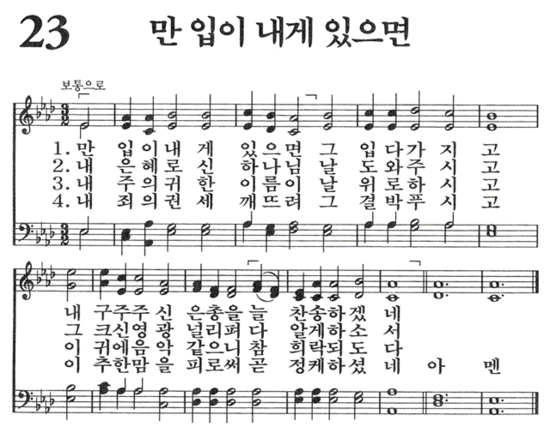 23 만 입이 내게 있으면
보통으로
1. 만 입이내 게 있으면 그 입다가 지 고
2. 내 은혜로신 하나님 날 도와주 시 고
3. 내 주의귀 한 이름이 날 위로하 시 고
4. 내 죄의권 세 깨뜨려 그 결박푸 시 고
내 구주주 신 은총을 늘 찬송하겠 네
그 크신영 광 널리퍼 다 알게하소 서
이 귀에음 악 같으니 참 희락되도 다
이 추한맘 을 피로써 곧 정케하셨 네 아 멘